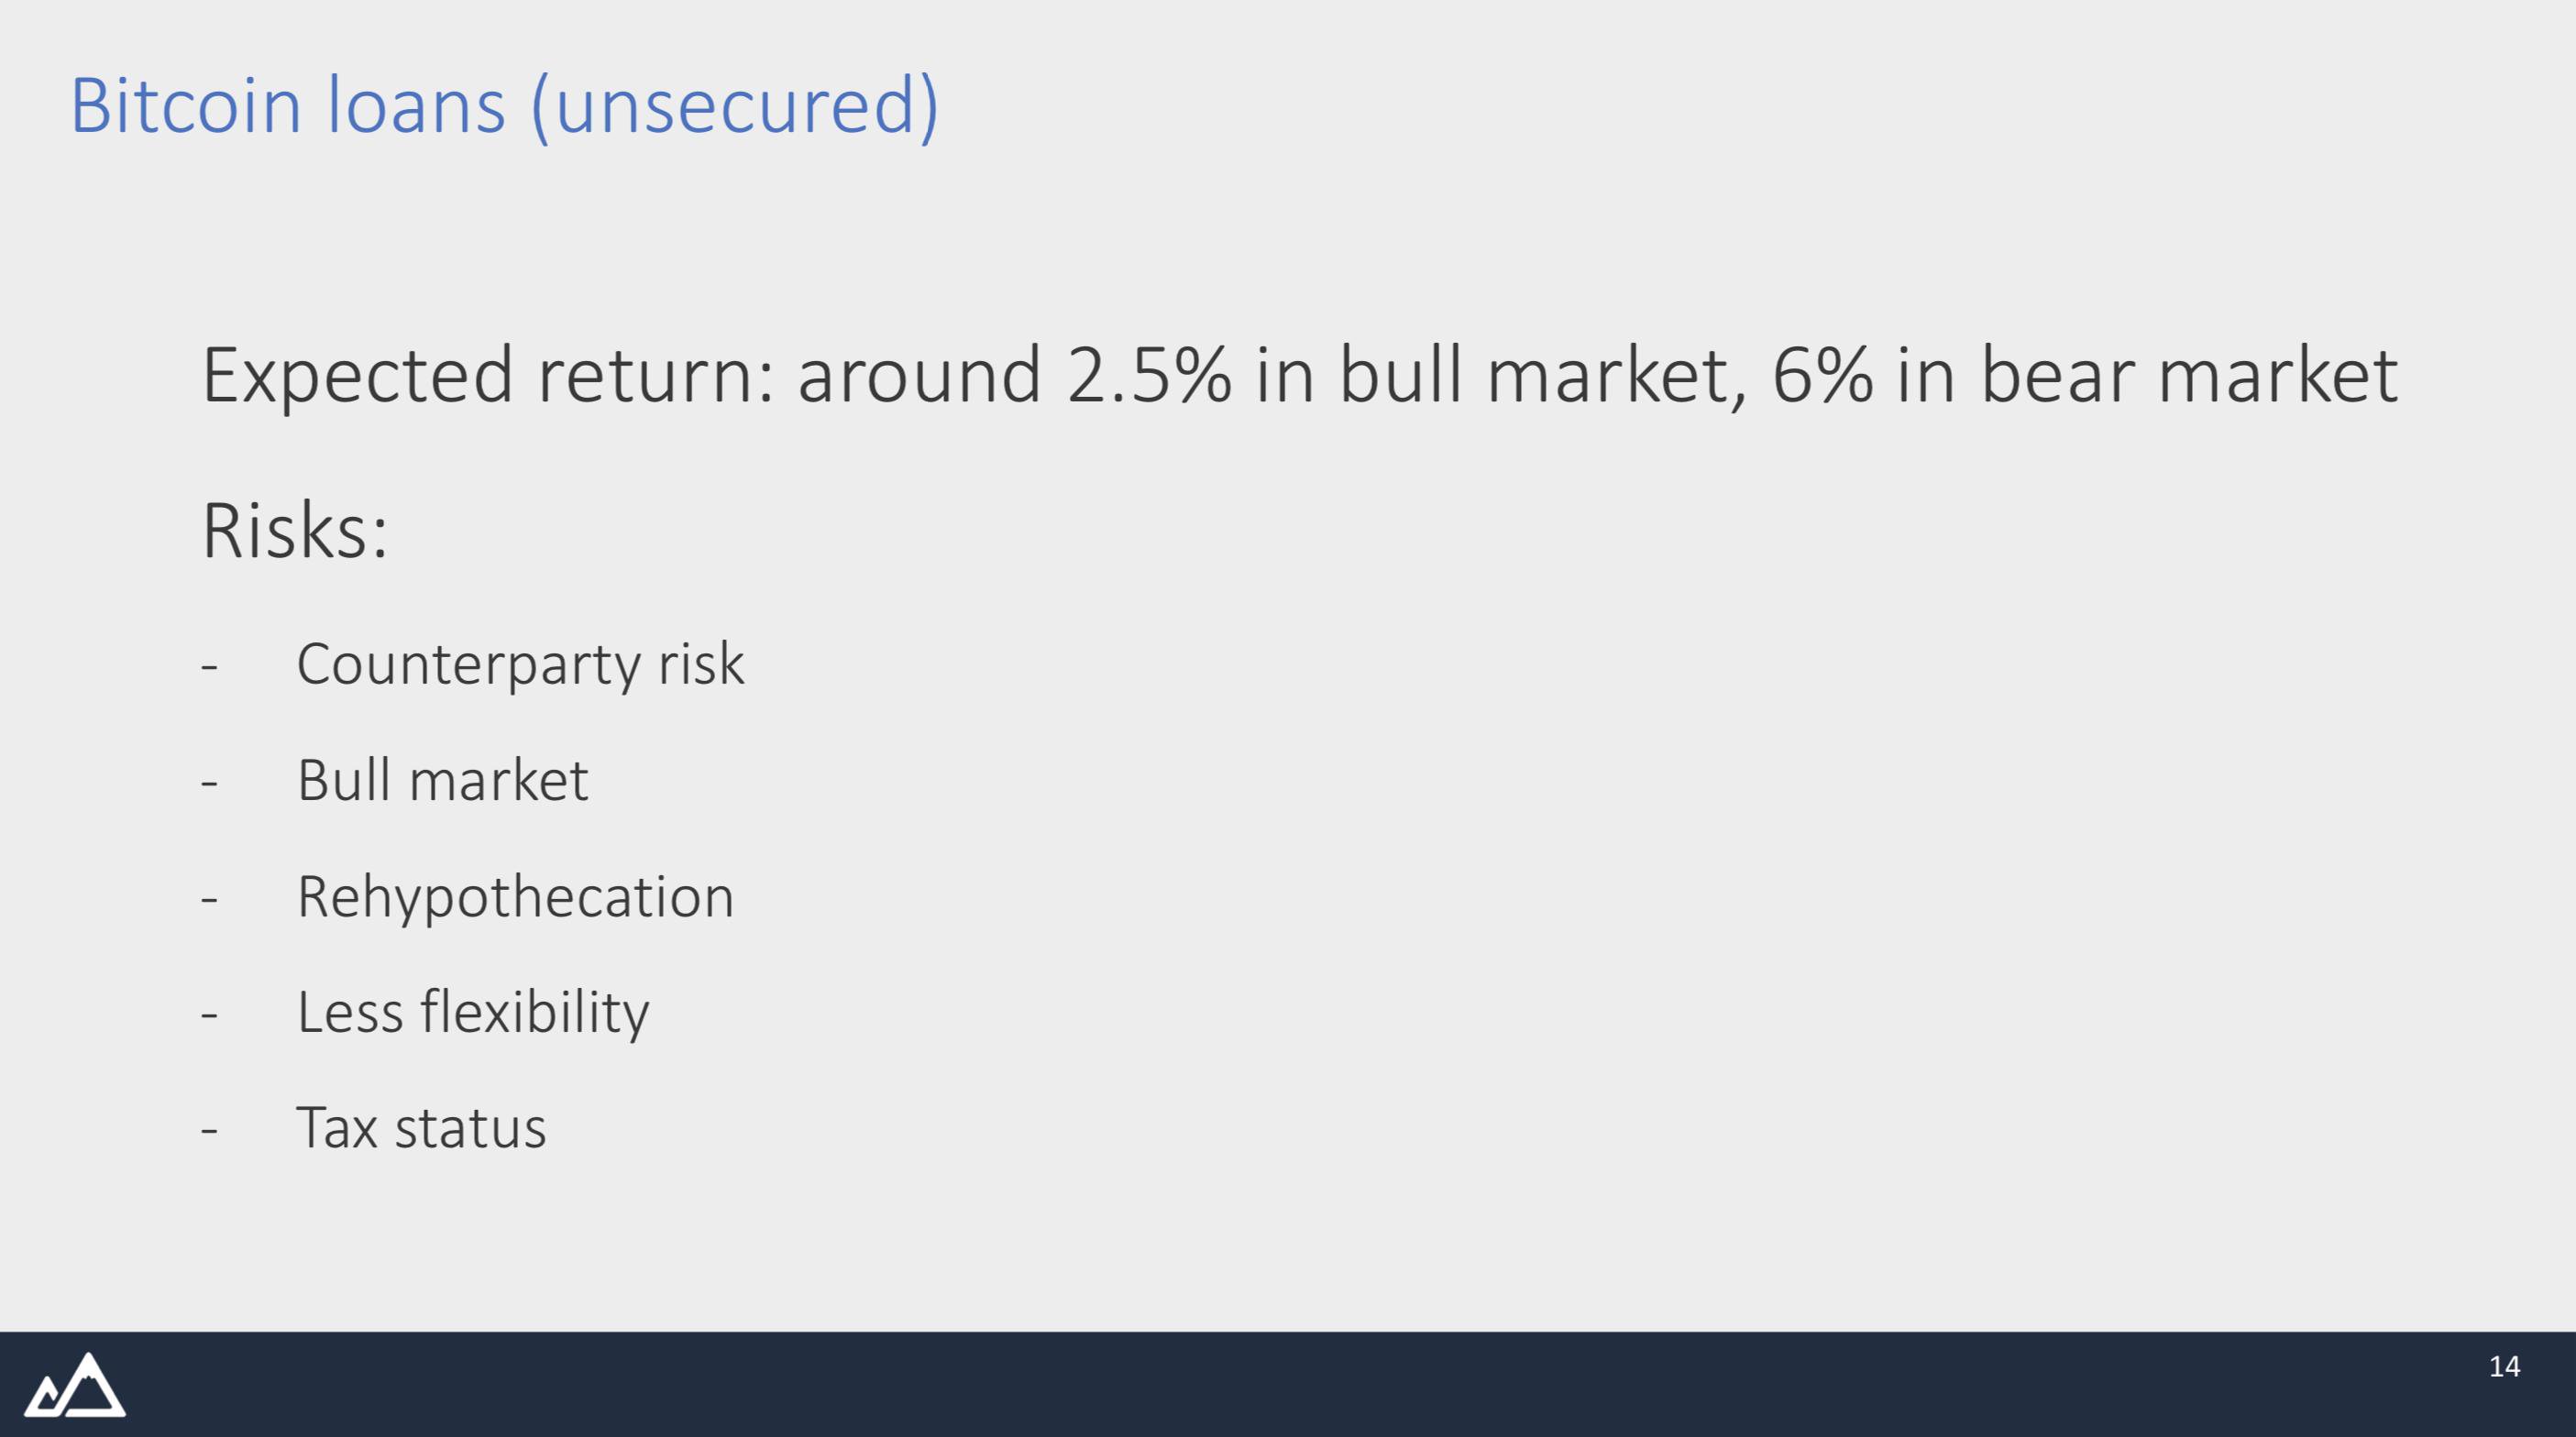 Bitcoin loans (unsecured)
Expected return: around 2.5% in bull market, 6% in bear market
Risks:
- Counterparty risk
- Bull market
- Rehypothecation
- Less flexibility
- Tax status
14